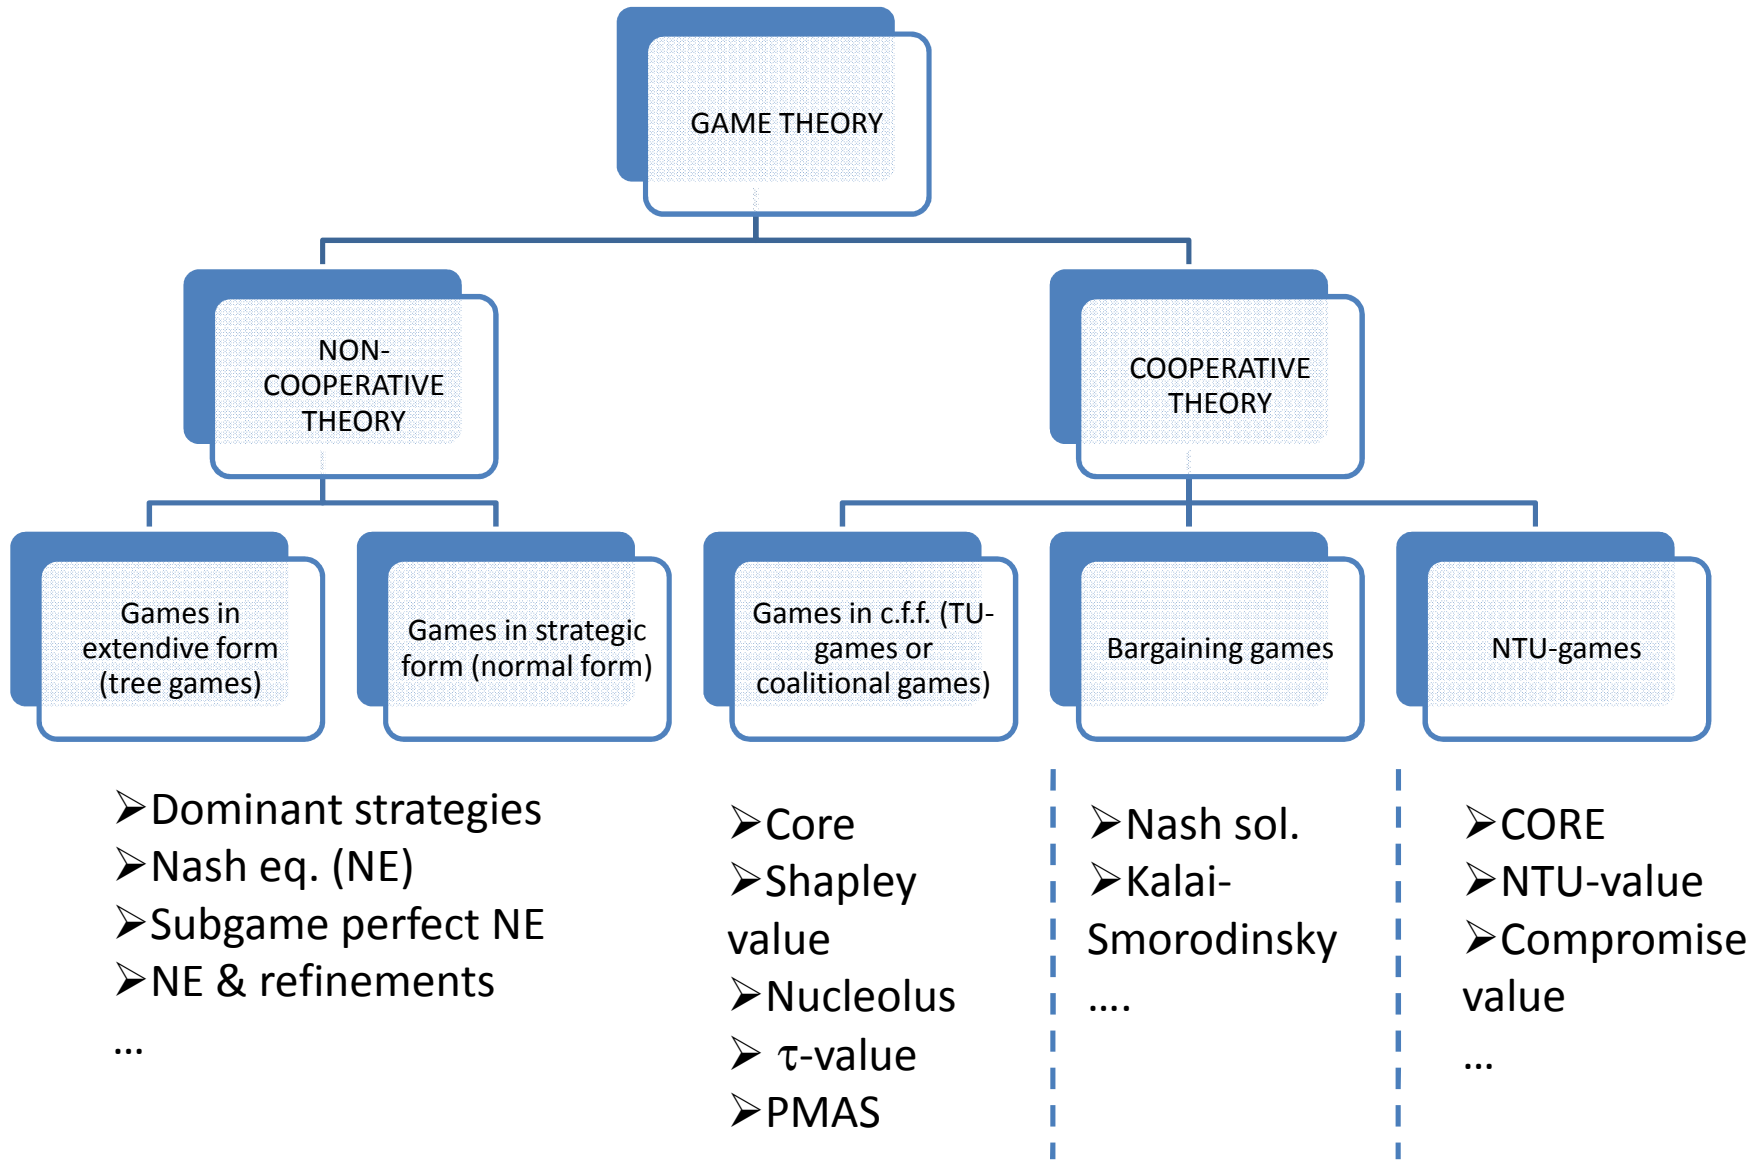 GAME THEORY
NON-
COOPERATIVE
THEORY
COOPERATIVE
THEORY
Games in
extendive form
(tree games)
Games in strategic
form (normal form)
Games in c.f.f. (TU-
games or
coalitional games)
Bargaining games
NTU-games
➢Dominant strategies
➢Nash eq. (NE)
➢Subgame perfect NE
➢NE & refinements
...
➢Core
➢Shapley
value
➢Nucleolus
➢ τ-value
➢PMAS
➢Nash sol.
➢Kalai-
Smorodinsky
....
➢CORE
➢NTU-value
➢Compromise
value
...